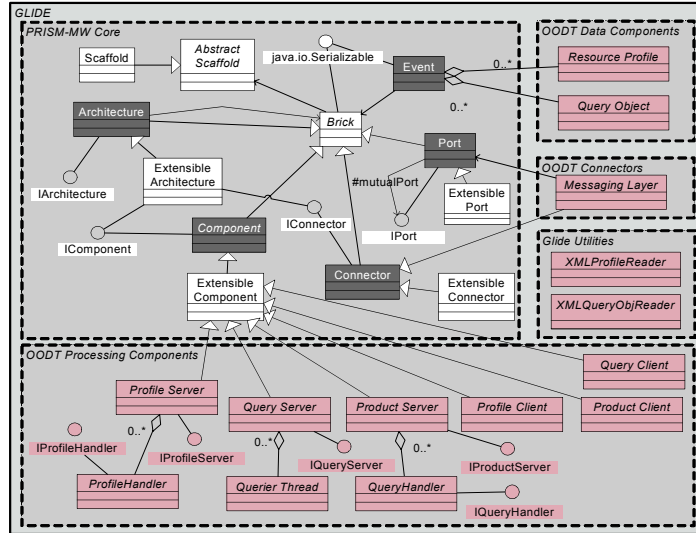 GLIDE
PRISM-MW Core
OODT Data Components
Scaffold
Abstract
Scaffold
java.io.Serializable
Event
0..*
0..*
Resource Profile
Query Object
Architecture
Brick
Port
IArchitecture
Extensible
Architecture
#mutualPort
Extensible
Port
OODT Connectors
Messaging Layer
IComponent
Component
IConnector
IPort
Glide Utilities
XMLProfileReader
XMLQueryObjReader
Extensible
Component
Connector
Extensible
Connector
OODT Processing Components
Query Client
Profile Server
Query Server
Product Server
Profile Client
Product Client
IProfileHandler
0..*
IProfileServer
0..*
IQueryServer
0..*
IProductServer
ProfileHandler
Querier Thread
QueryHandler
IQueryHandler